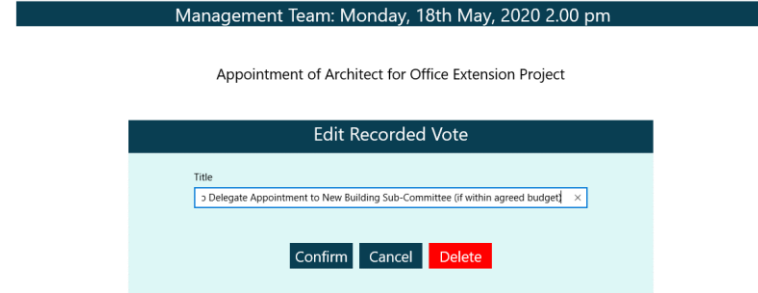 Management Team: Monday, 18th May, 2020 2.00 pm
Appointment of Architect for Office Extension Project
Edit Recorded Vote
Title
Delegate Appointment to New Building Sub-Committee (if within agreed budget)
Confirm Cancel Delete